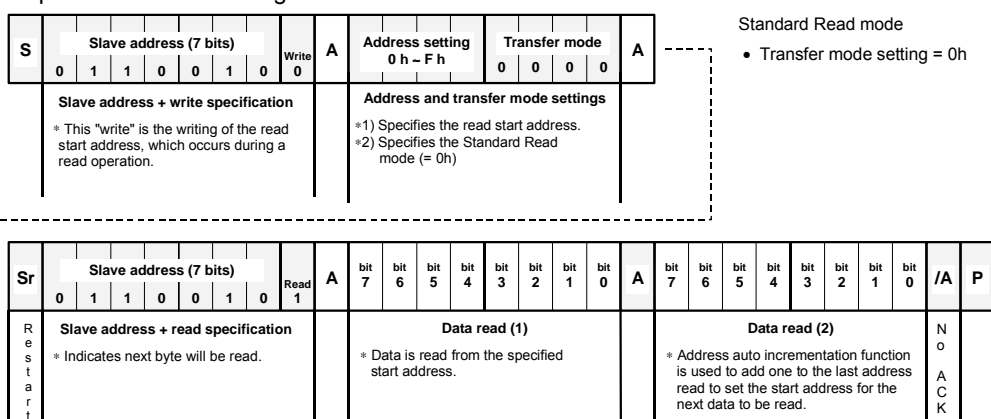 Standard Read mode
• Transfer mode setting = 0h
S Slave address (7 bits) Write A Address setting Transfer mode A
0 h ~ F h
0 1 1 0 0 1 0 0 0 0 0 0
Slave address + write specification
* This "write" is the writing of the read
start address, which occurs during a
read operation.
Address and transfer mode settings
*1) Specifies the read start address.
*2) Specifies the Standard Read
mode (= 0h)
Sr Slave address (7 bits) Read A bit bit bit bit bit bit bit bit A bit bit bit bit bit bit bit bit /A P
7 6 5 4 3 2 1 0 7 6 5 4 3 2 1 0
0 1 1 0 0 1 0 1
Restart
Slave address + read specification
* Indicates next byte will be read.
Data read (1)
* Data is read from the specified
start address.
Data read (2)
* Address auto incrementation function
is used to add one to the last address
read to set the start address for the
next data to be read.
No ACK